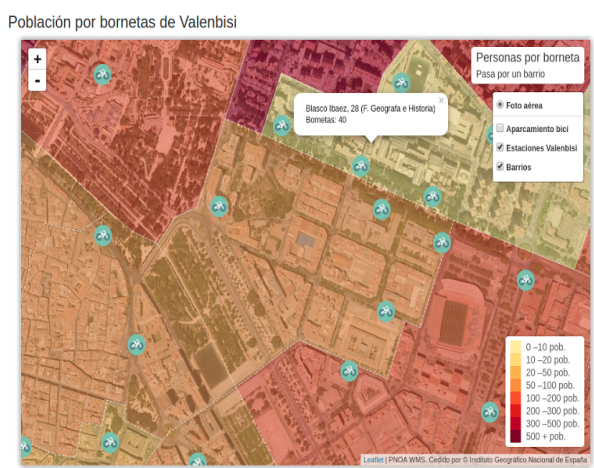 Población por bornetas de Valenbisi
+
-
Personas por borneta
Pasa por un barrio
Foto aérea
Aparcamiento bici
Estaciones Valenbisi
Barrios
×
Blasco Ibaez, 28 (F. Geografa e Historia)
Bornetas: 40
0 –10 pob.
10 –20 pob.
20 –50 pob.
50 –100 pob.
100 –200 pob.
200 –300 pob.
300 –500 pob.
500 + pob.
Leaflet | PNOA WMS. Cedido por © Instituto Geográfico Nacional de España